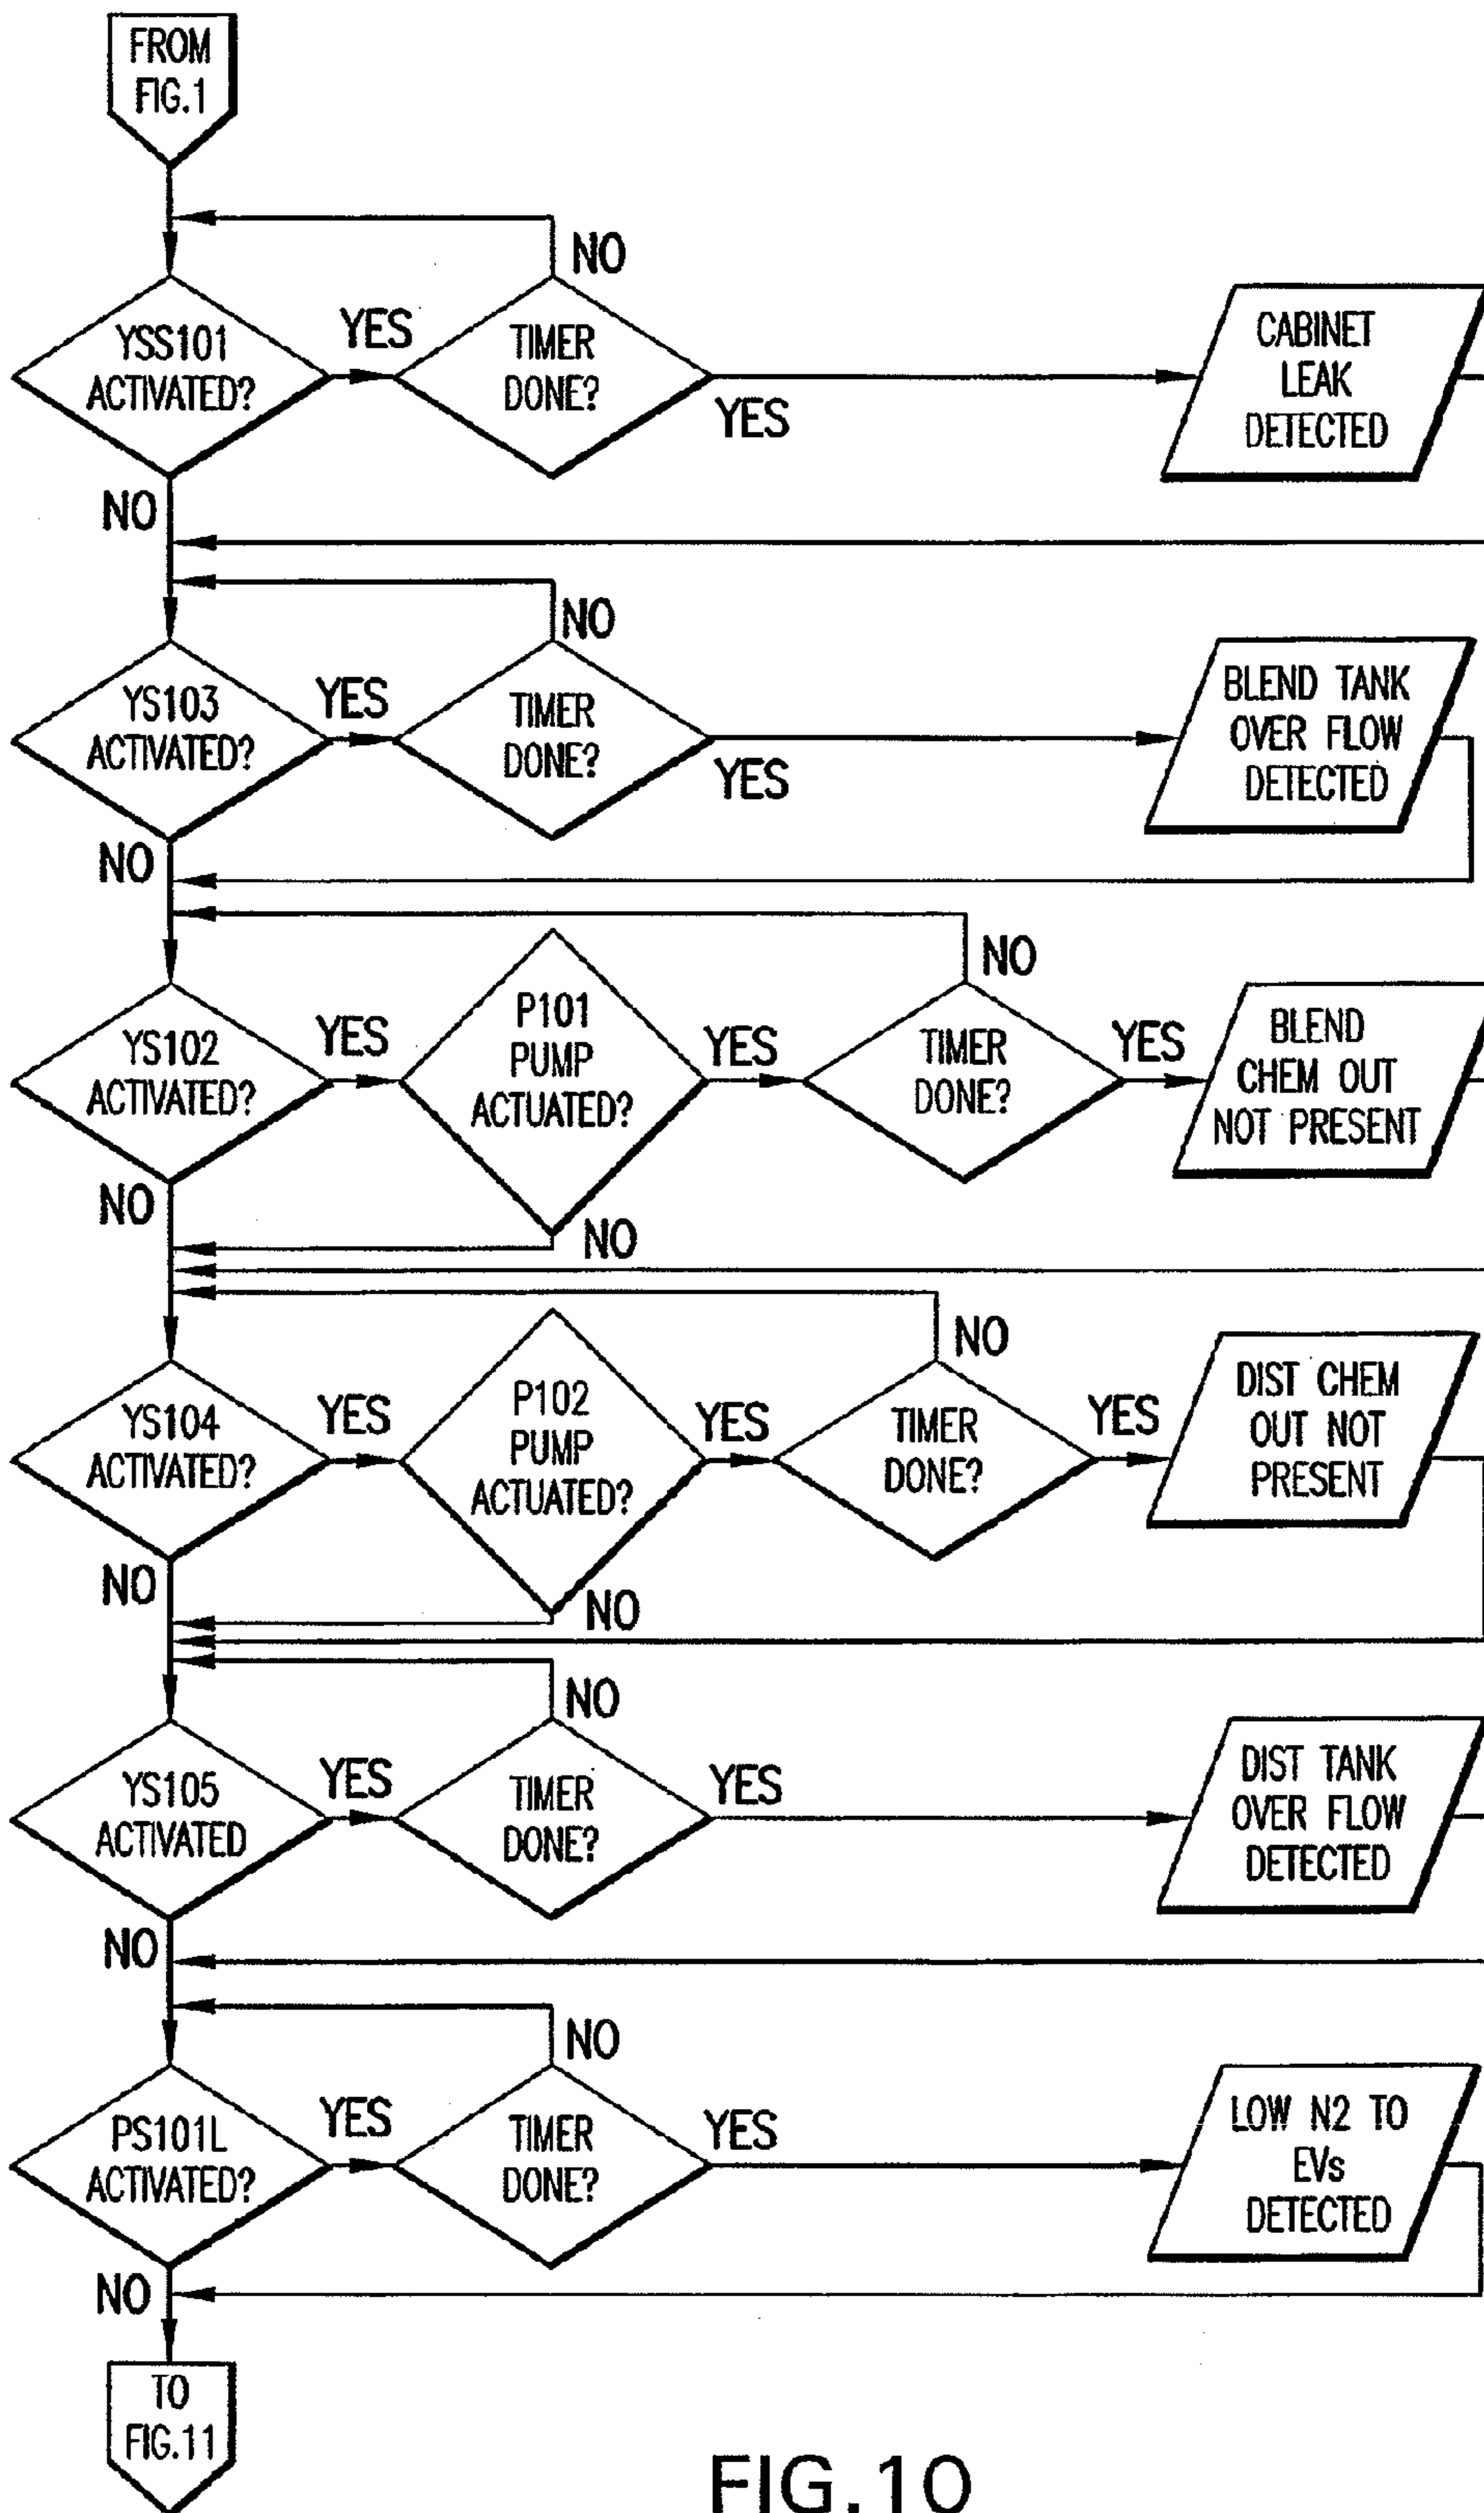 FROM
FIG.1
NO
YSS101
ACTIVATED?
YES
TIMER
DONE?
YES
CABINET
LEAK
DETECTED
NO
NO
YS103
ACTIVATED?
YES
TIMER
DONE?
YES
BLEND TANK
OVER FLOW
DETECTED
NO
NO
YS102
ACTIVATED?
YES
P101
PUMP
ACTUATED?
YES
TIMER
DONE?
YES
BLEND
CHEM OUT
NOT PRESENT
NO
NO
NO
YS104
ACTIVATED?
YES
P102
PUMP
ACTUATED?
YES
TIMER
DONE?
YES
DIST CHEM
OUT NOT
PRESENT
NO
NO
NO
YS105
ACTIVATED
YES
TIMER
DONE?
YES
DIST TANK
OVER FLOW
DETECTED
NO
NO
PS101L
ACTIVATED?
YES
TIMER
DONE?
YES
LOW N2 TO
EVs
DETECTED
NO
TO
FIG.11
FIG.10